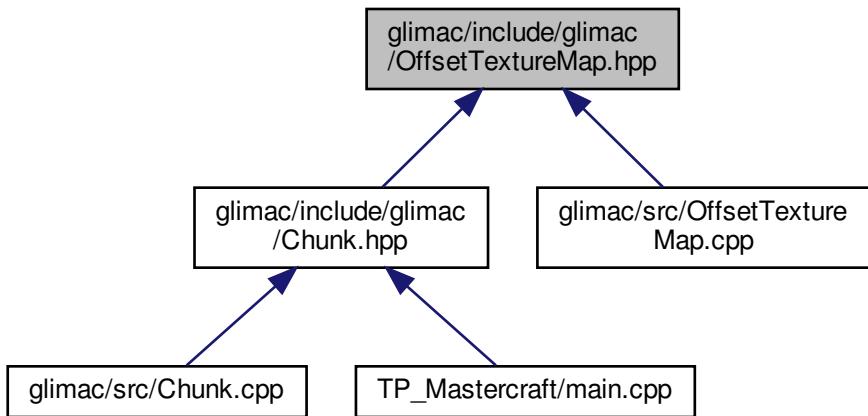 glimac/include/glimac
/OffsetTextureMap.hpp
glimac/include/glimac
/Chunk.hpp
glimac/src/OffsetTexture
Map.cpp
glimac/src/Chunk.cpp
TP_Mastercraft/main.cpp